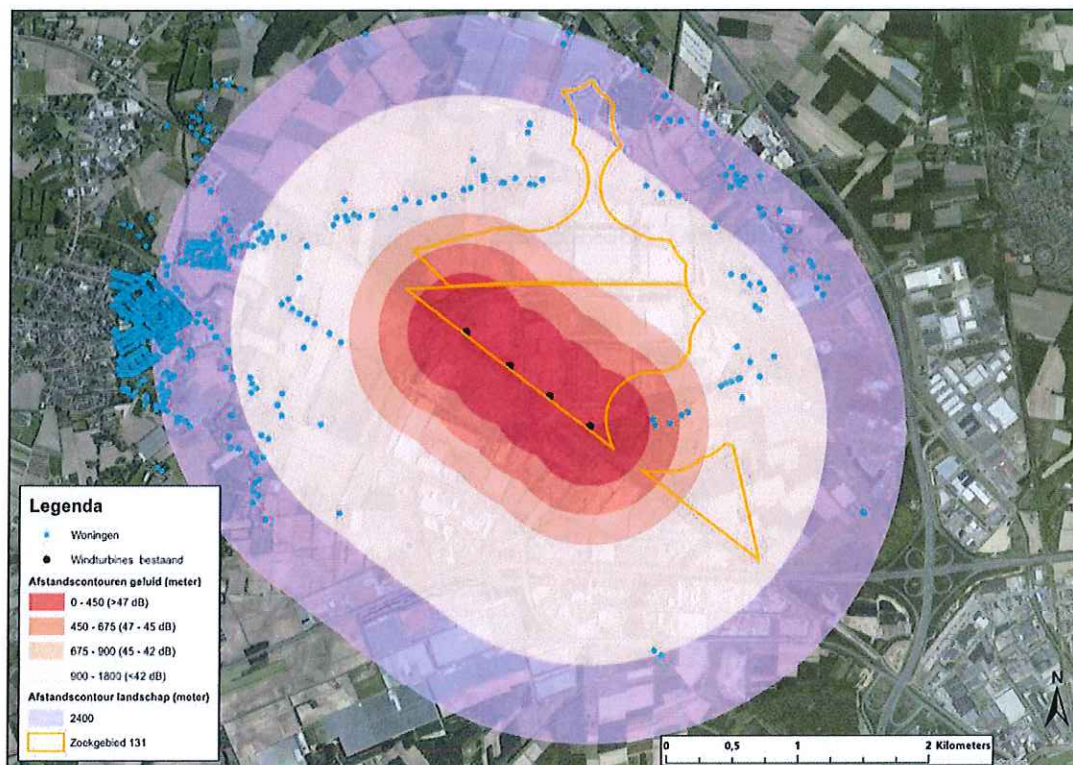 Legenda
Woningen
Windturbines bestaand
Afstandscontouren geluid (meter)
0 - 450 (>47 dB)
450 - 675 (47 - 45 dB)
675 - 900 (45 - 42 dB)
900 - 1800 (<42 dB)
Afstandscontour landschap (meter)
2400
Zoekgebied 131
N
0 0,5 1 2 Kilometers